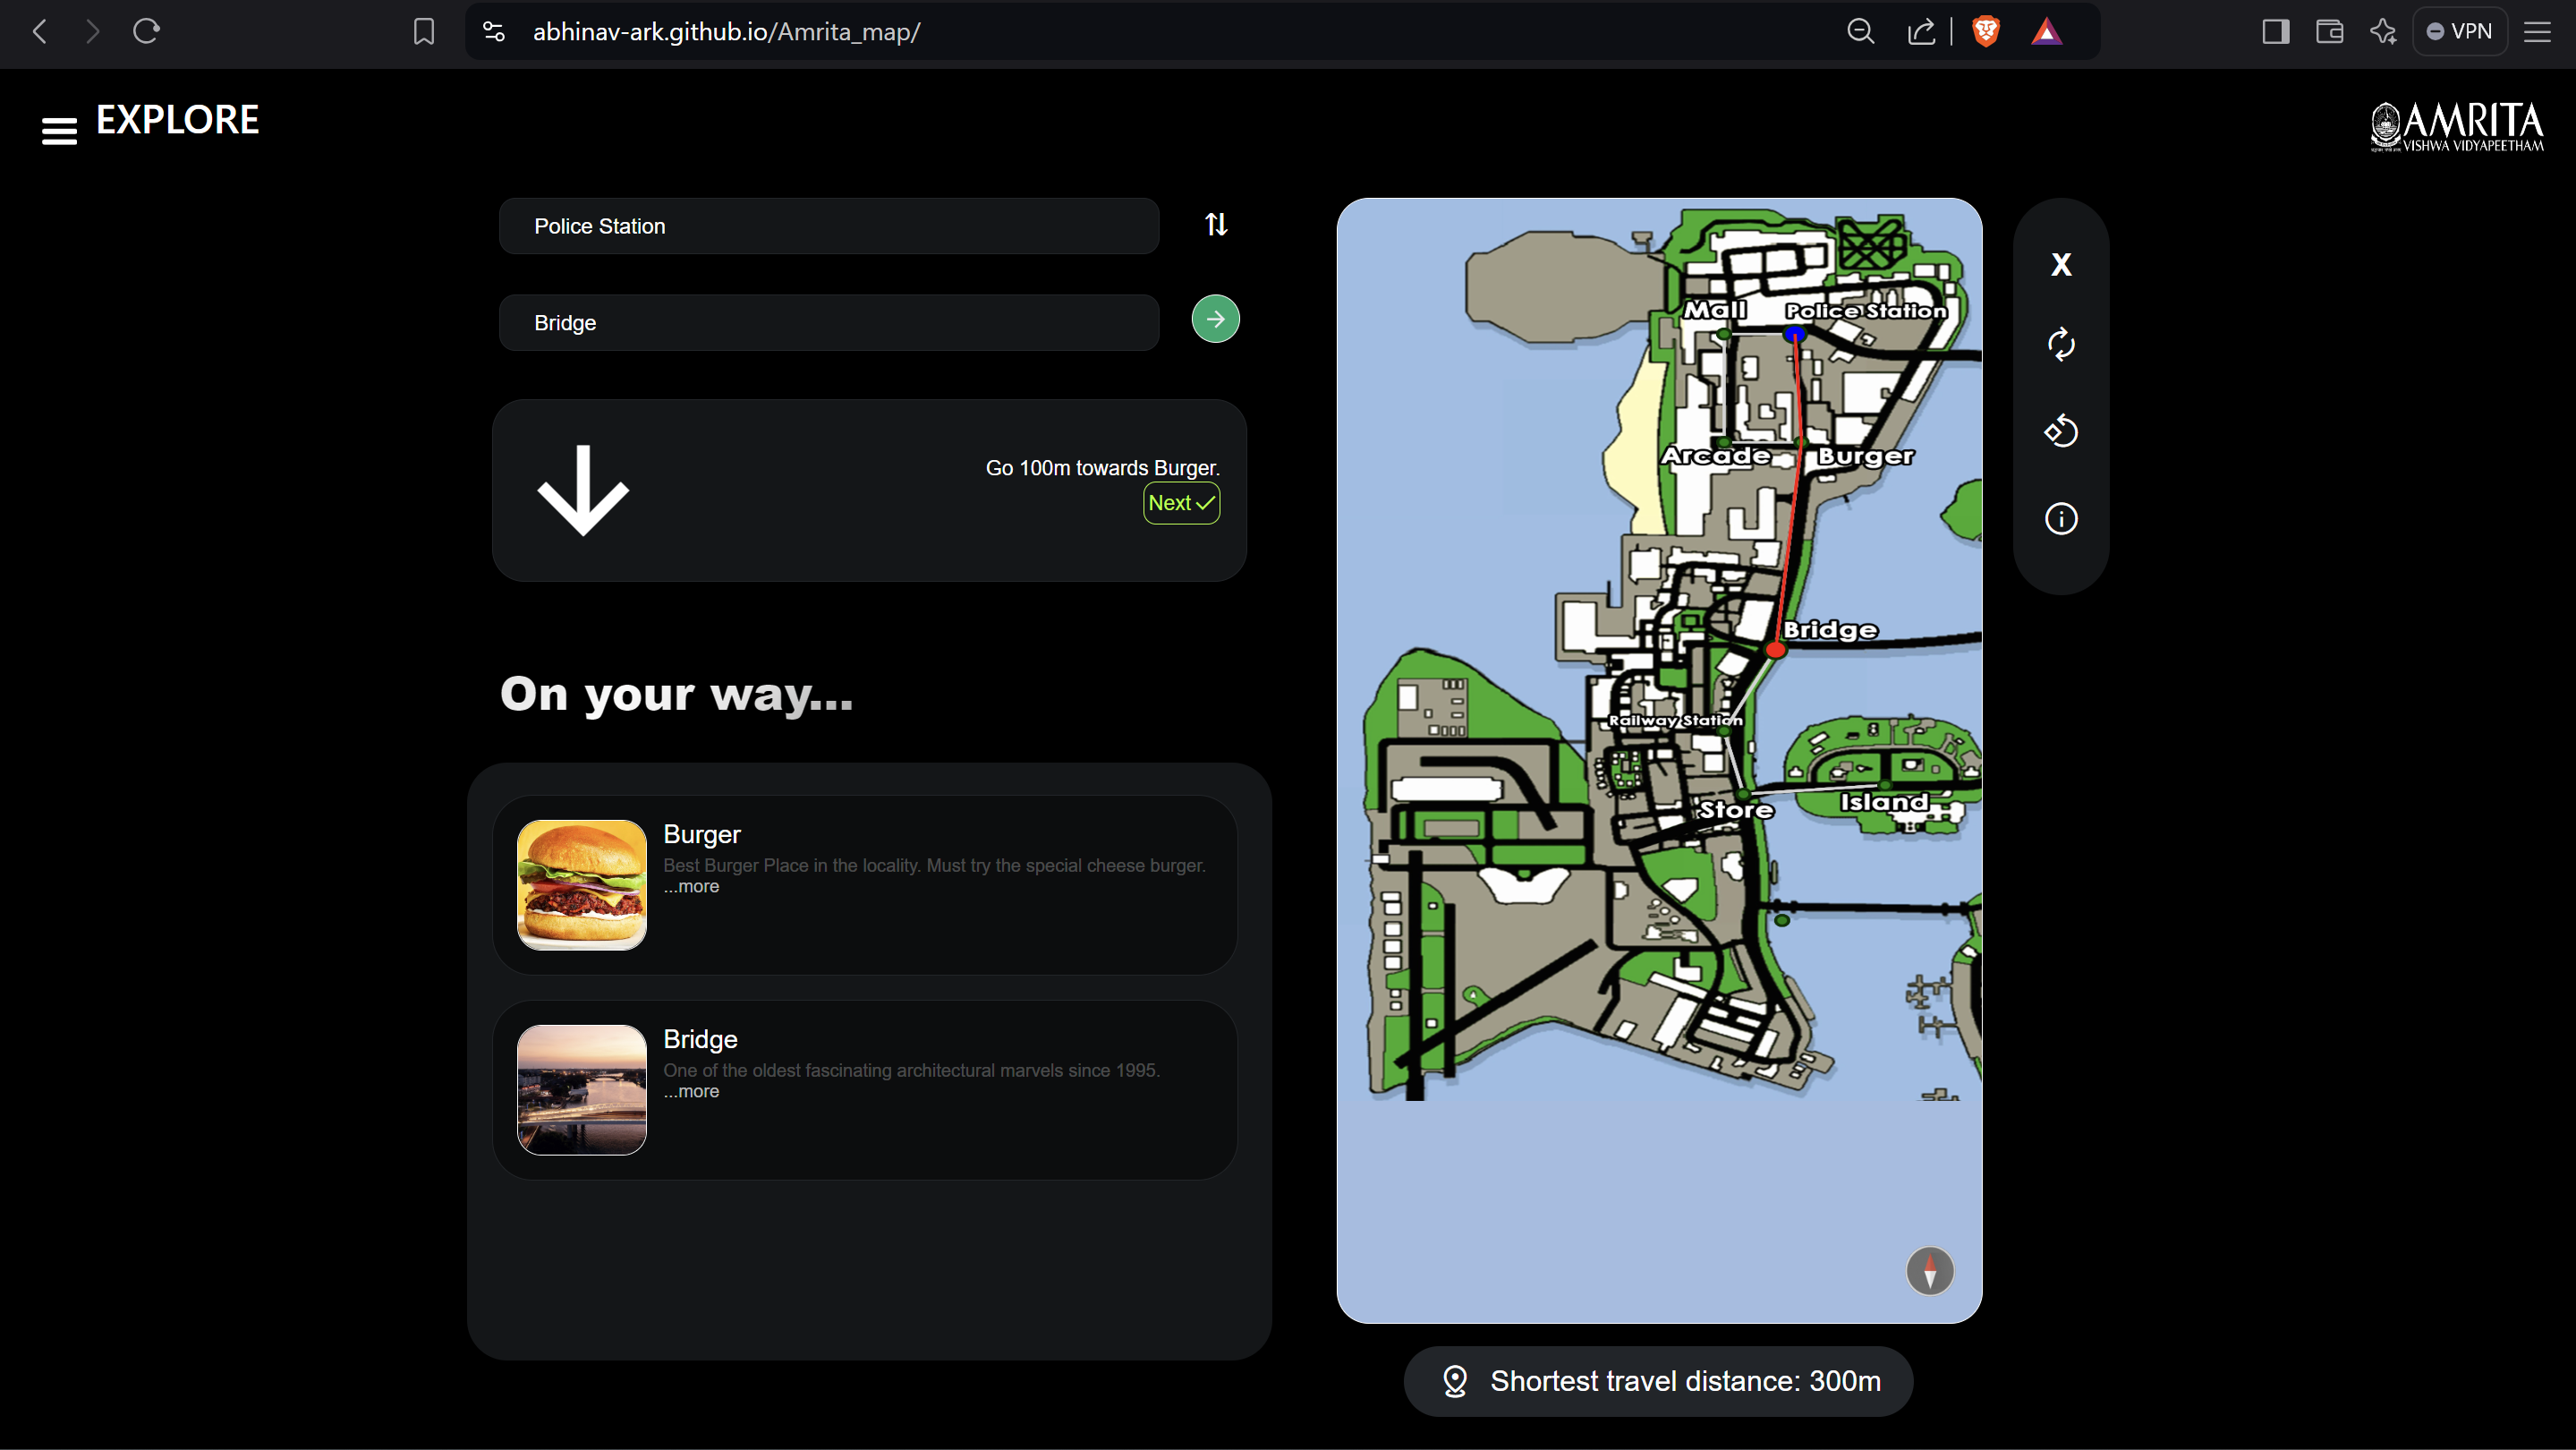 abhinav-ark.github.io/Amrita_map/
VPN
EXPLORE
AMRITA
VISHWA VIDYAPEETHAM
Police Station
Bridge
Go 100m towards Burger.
Next
On your way...
Burger
Best Burger Place in the locality. Must try the special cheese burger.
...more
Bridge
One of the oldest fascinating architectural marvels since 1995.
...more
Mall
Police Station
Arcade
Burger
Bridge
Railway Station
Store
Island
X
Shortest travel distance: 300m